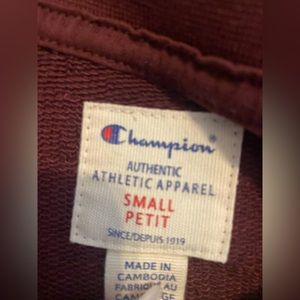 Champion
AUTHENTIC
ATHLETIC APPAREL
SMALL
PETIT
SINCE/DEPUIS 1919
MADE IN
CAMBODIA
FABRIQUÉ AU